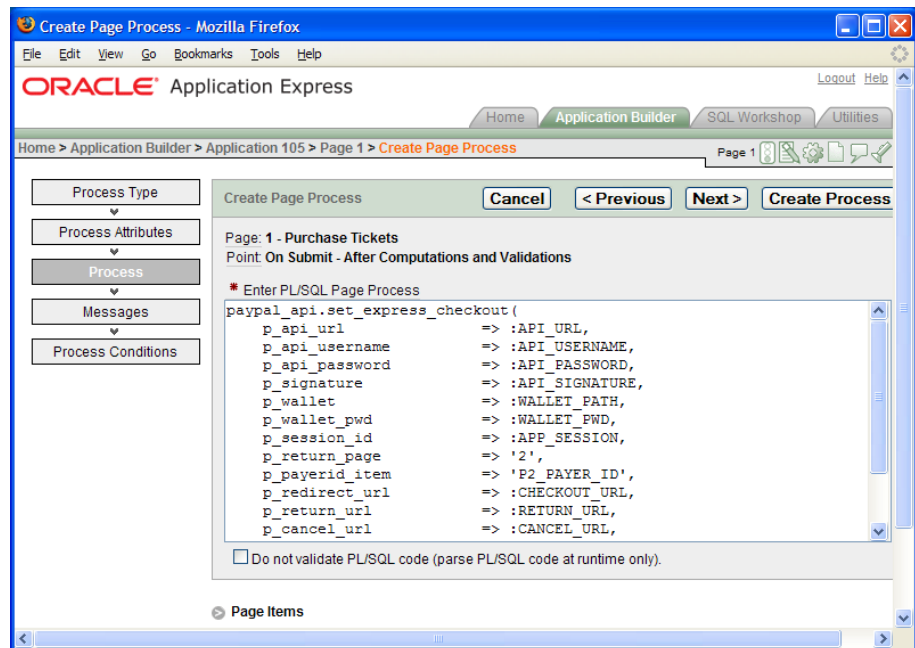 Create Page Process - Mozilla Firefox
File Edit View Go Bookmarks Tools Help
ORACLE® Application Express
Logout Help
Home Application Builder SQL Workshop Utilities
Home > Application Builder > Application 105 > Page 1 > Create Page Process
Page 1
Process Type
Process Attributes
Process
Messages
Process Conditions
Create Page Process
Cancel < Previous Next > Create Process
Page: 1 - Purchase Tickets
Point: On Submit - After Computations and Validations
* Enter PL/SQL Page Process
paypal_api.set_express_checkout(
p_api_url => :API_URL,
p_api_username => :API_USERNAME,
p_api_password => :API_PASSWORD,
p_signature => :API_SIGNATURE,
p_wallet => :WALLET_PATH,
p_wallet_pwd => :WALLET_PWD,
p_session_id => :APP_SESSION,
p_return_page => '2',
p_payerid_item => 'P2_PAYER_ID',
p_redirect_url => :CHECKOUT_URL,
p_return_url => :RETURN_URL,
p_cancel_url => :CANCEL_URL,
Do not validate PL/SQL code (parse PL/SQL code at runtime only).
Page Items